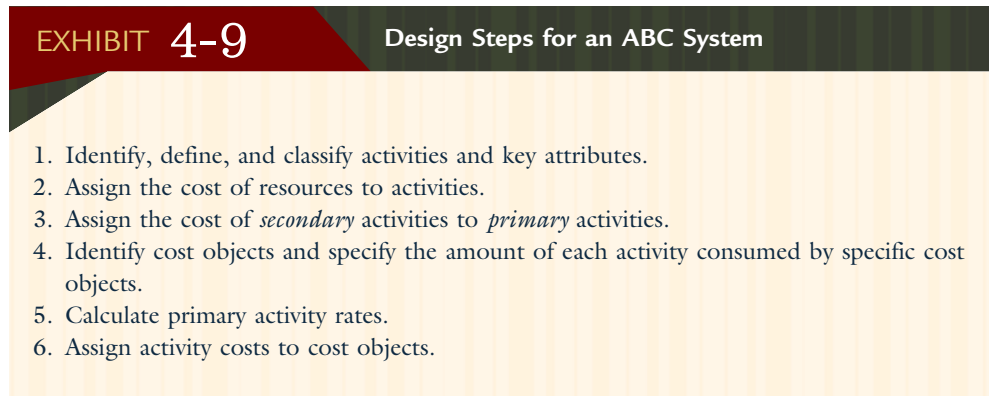 EXHIBIT 4-9 Design Steps for an ABC System
1. Identify, define, and classify activities and key attributes.
2. Assign the cost of resources to activities.
3. Assign the cost of secondary activities to primary activities.
4. Identify cost objects and specify the amount of each activity consumed by specific cost
objects.
5. Calculate primary activity rates.
6. Assign activity costs to cost objects.